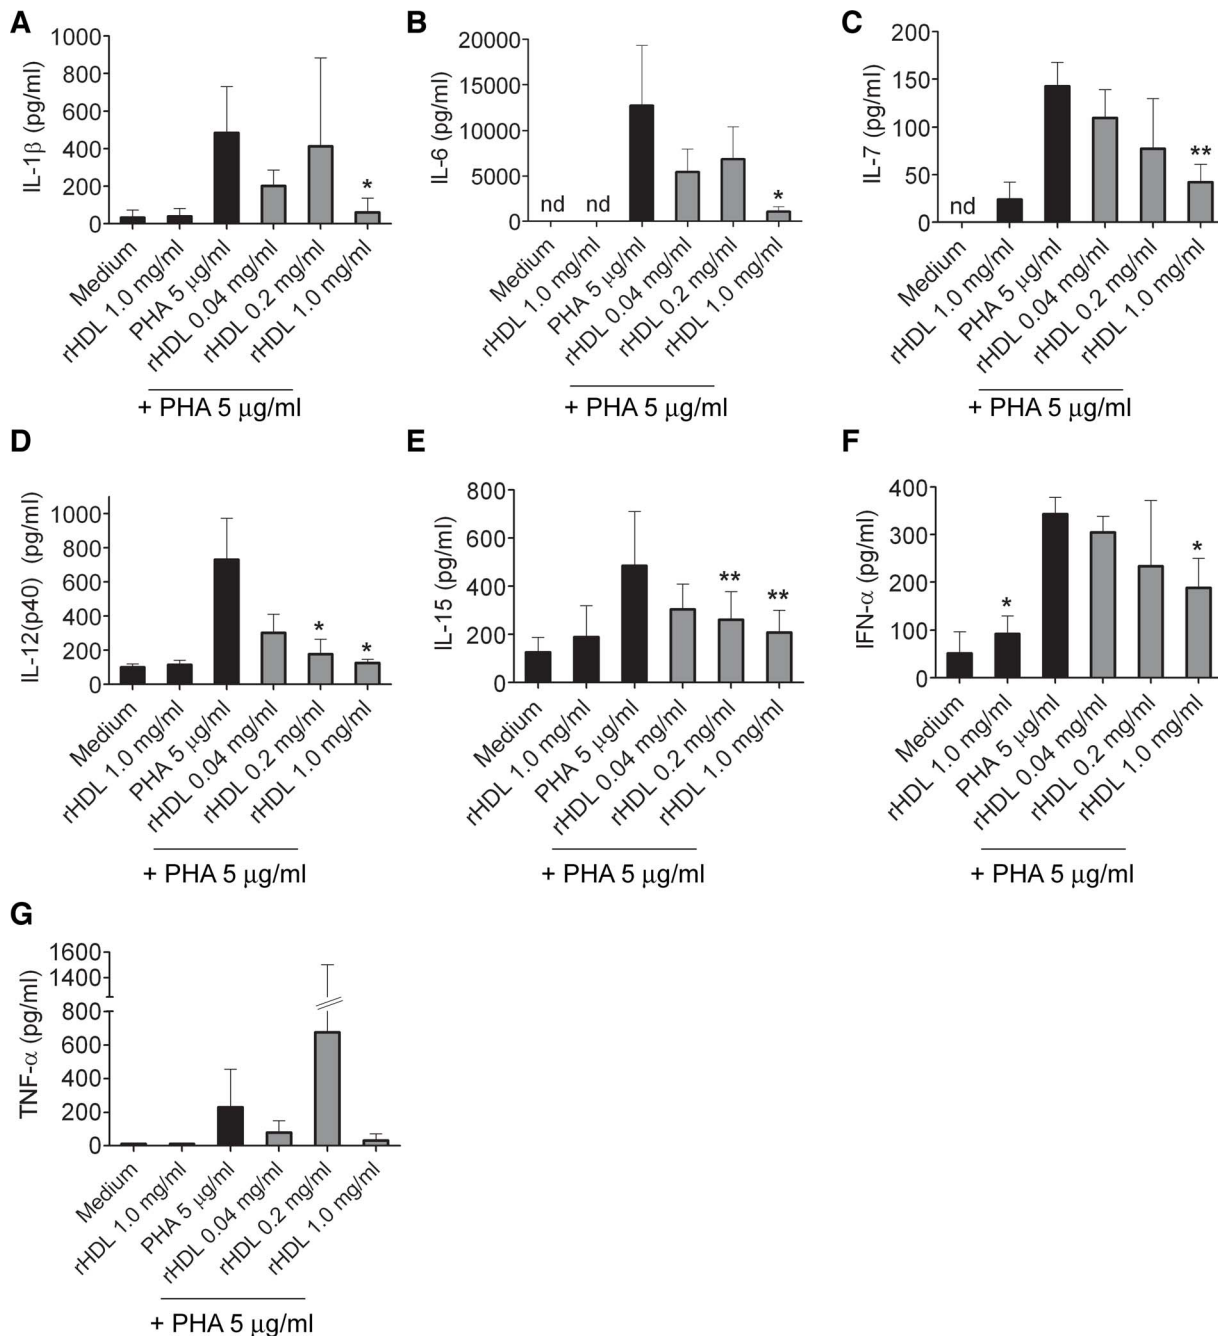 A
IL-1β (pg/ml)
1000
800
600
400
200
0
*
Medium
rHDL 1.0 mg/ml
PHA 5 μg/ml
rHDL 0.04 mg/ml
rHDL 0.2 mg/ml
rHDL 1.0 mg/ml
+ PHA 5 μg/ml
B
IL-6 (pg/ml)
20000
15000
10000
5000
0
nd
nd
*
Medium
rHDL 1.0 mg/ml
PHA 5 μg/ml
rHDL 0.04 mg/ml
rHDL 0.2 mg/ml
rHDL 1.0 mg/ml
+ PHA 5 μg/ml
C
IL-7 (pg/ml)
200
150
100
50
0
nd
**
Medium
rHDL 1.0 mg/ml
PHA 5 μg/ml
rHDL 0.04 mg/ml
rHDL 0.2 mg/ml
rHDL 1.0 mg/ml
+ PHA 5 μg/ml
D
IL-12(p40) (pg/ml)
1000
800
600
400
200
0
*
*
Medium
rHDL 1.0 mg/ml
PHA 5 μg/ml
rHDL 0.04 mg/ml
rHDL 0.2 mg/ml
rHDL 1.0 mg/ml
+ PHA 5 μg/ml
E
IL-15 (pg/ml)
800
600
400
200
0
**
**
Medium
rHDL 1.0 mg/ml
PHA 5 μg/ml
rHDL 0.04 mg/ml
rHDL 0.2 mg/ml
rHDL 1.0 mg/ml
+ PHA 5 μg/ml
F
IFN-α (pg/ml)
400
300
200
100
0
*
*
Medium
rHDL 1.0 mg/ml
PHA 5 μg/ml
rHDL 0.04 mg/ml
rHDL 0.2 mg/ml
rHDL 1.0 mg/ml
+ PHA 5 μg/ml
G
TNF-α (pg/ml)
1600
1400
800
600
400
200
0
Medium
rHDL 1.0 mg/ml
PHA 5 μg/ml
rHDL 0.04 mg/ml
rHDL 0.2 mg/ml
rHDL 1.0 mg/ml
+ PHA 5 μg/ml